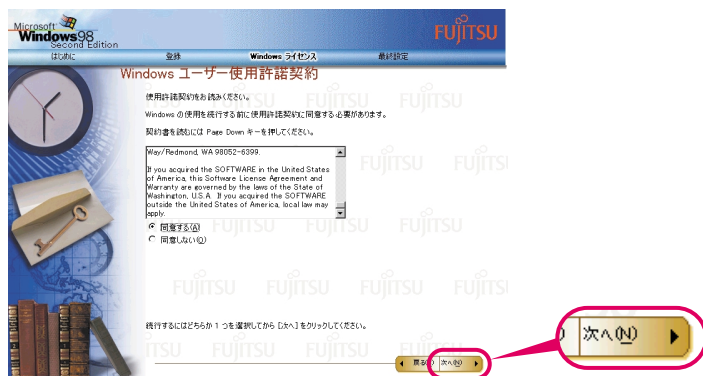 Microsoft
Windows98
Second Edition
FUJITSU
はじめに 登録 Windows ライセンス 最終設定
Windows ユーザー使用許諾契約
使用許諾契約をお読みください。
Windows の使用を続行する前に使用許諾契約に同意する必要があります。
契約書を読むには Page Down キーを押してください。
Way/Redmond, WA 98052-6399.
If you acquired the SOFTWARE in the United States
of America, this Software License Agreement and
Warranty are governed by the laws of the State of
Washington, U.S.A. If you acquired the SOFTWARE
outside the United States of America, local law may
apply.
同意する(A)
同意しない(D)
続行するにはどちらか 1 つを選択してから [次へ] をクリックしてください。
戻る 次へ(N)
次へ(N)